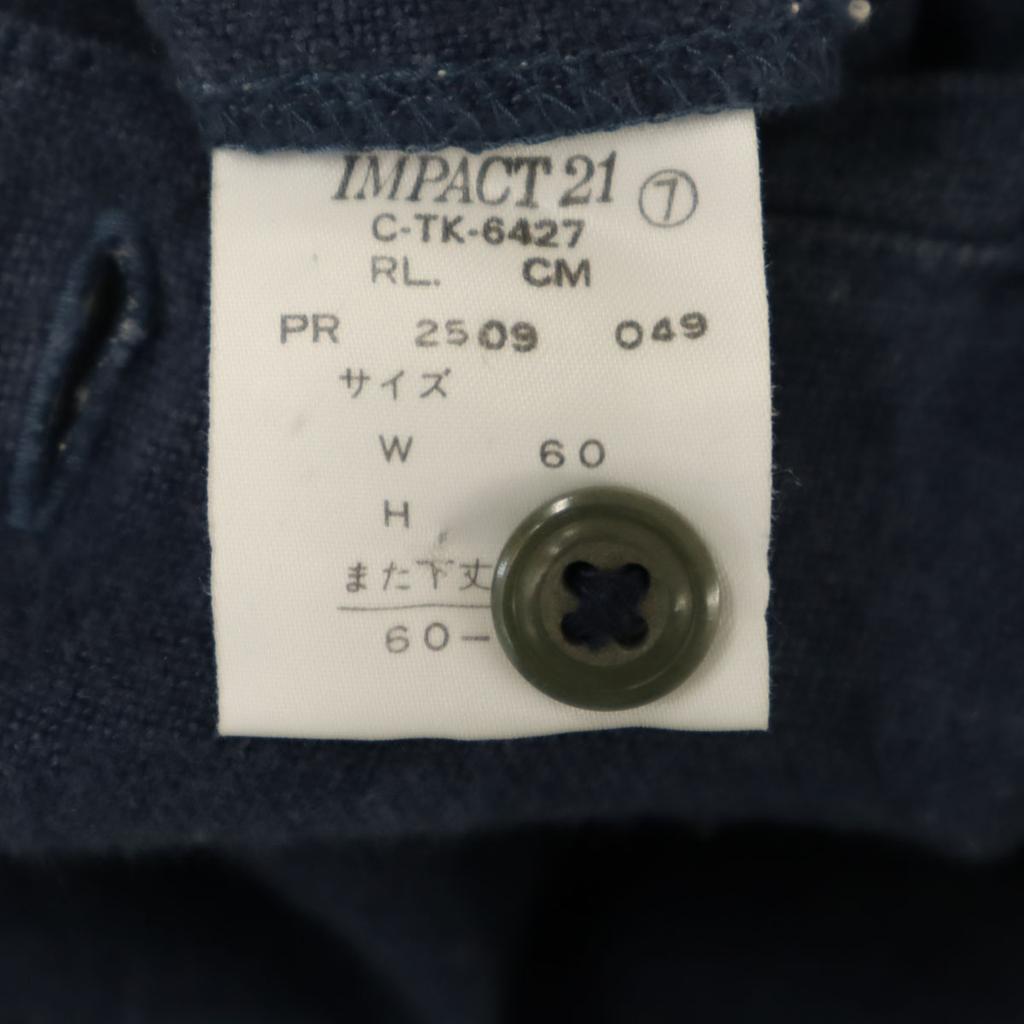 IMPACT 21 ⑦
C-TK-6427
RL. CM
PR 2509 049
サイズ
W 60
H
また下丈
60-